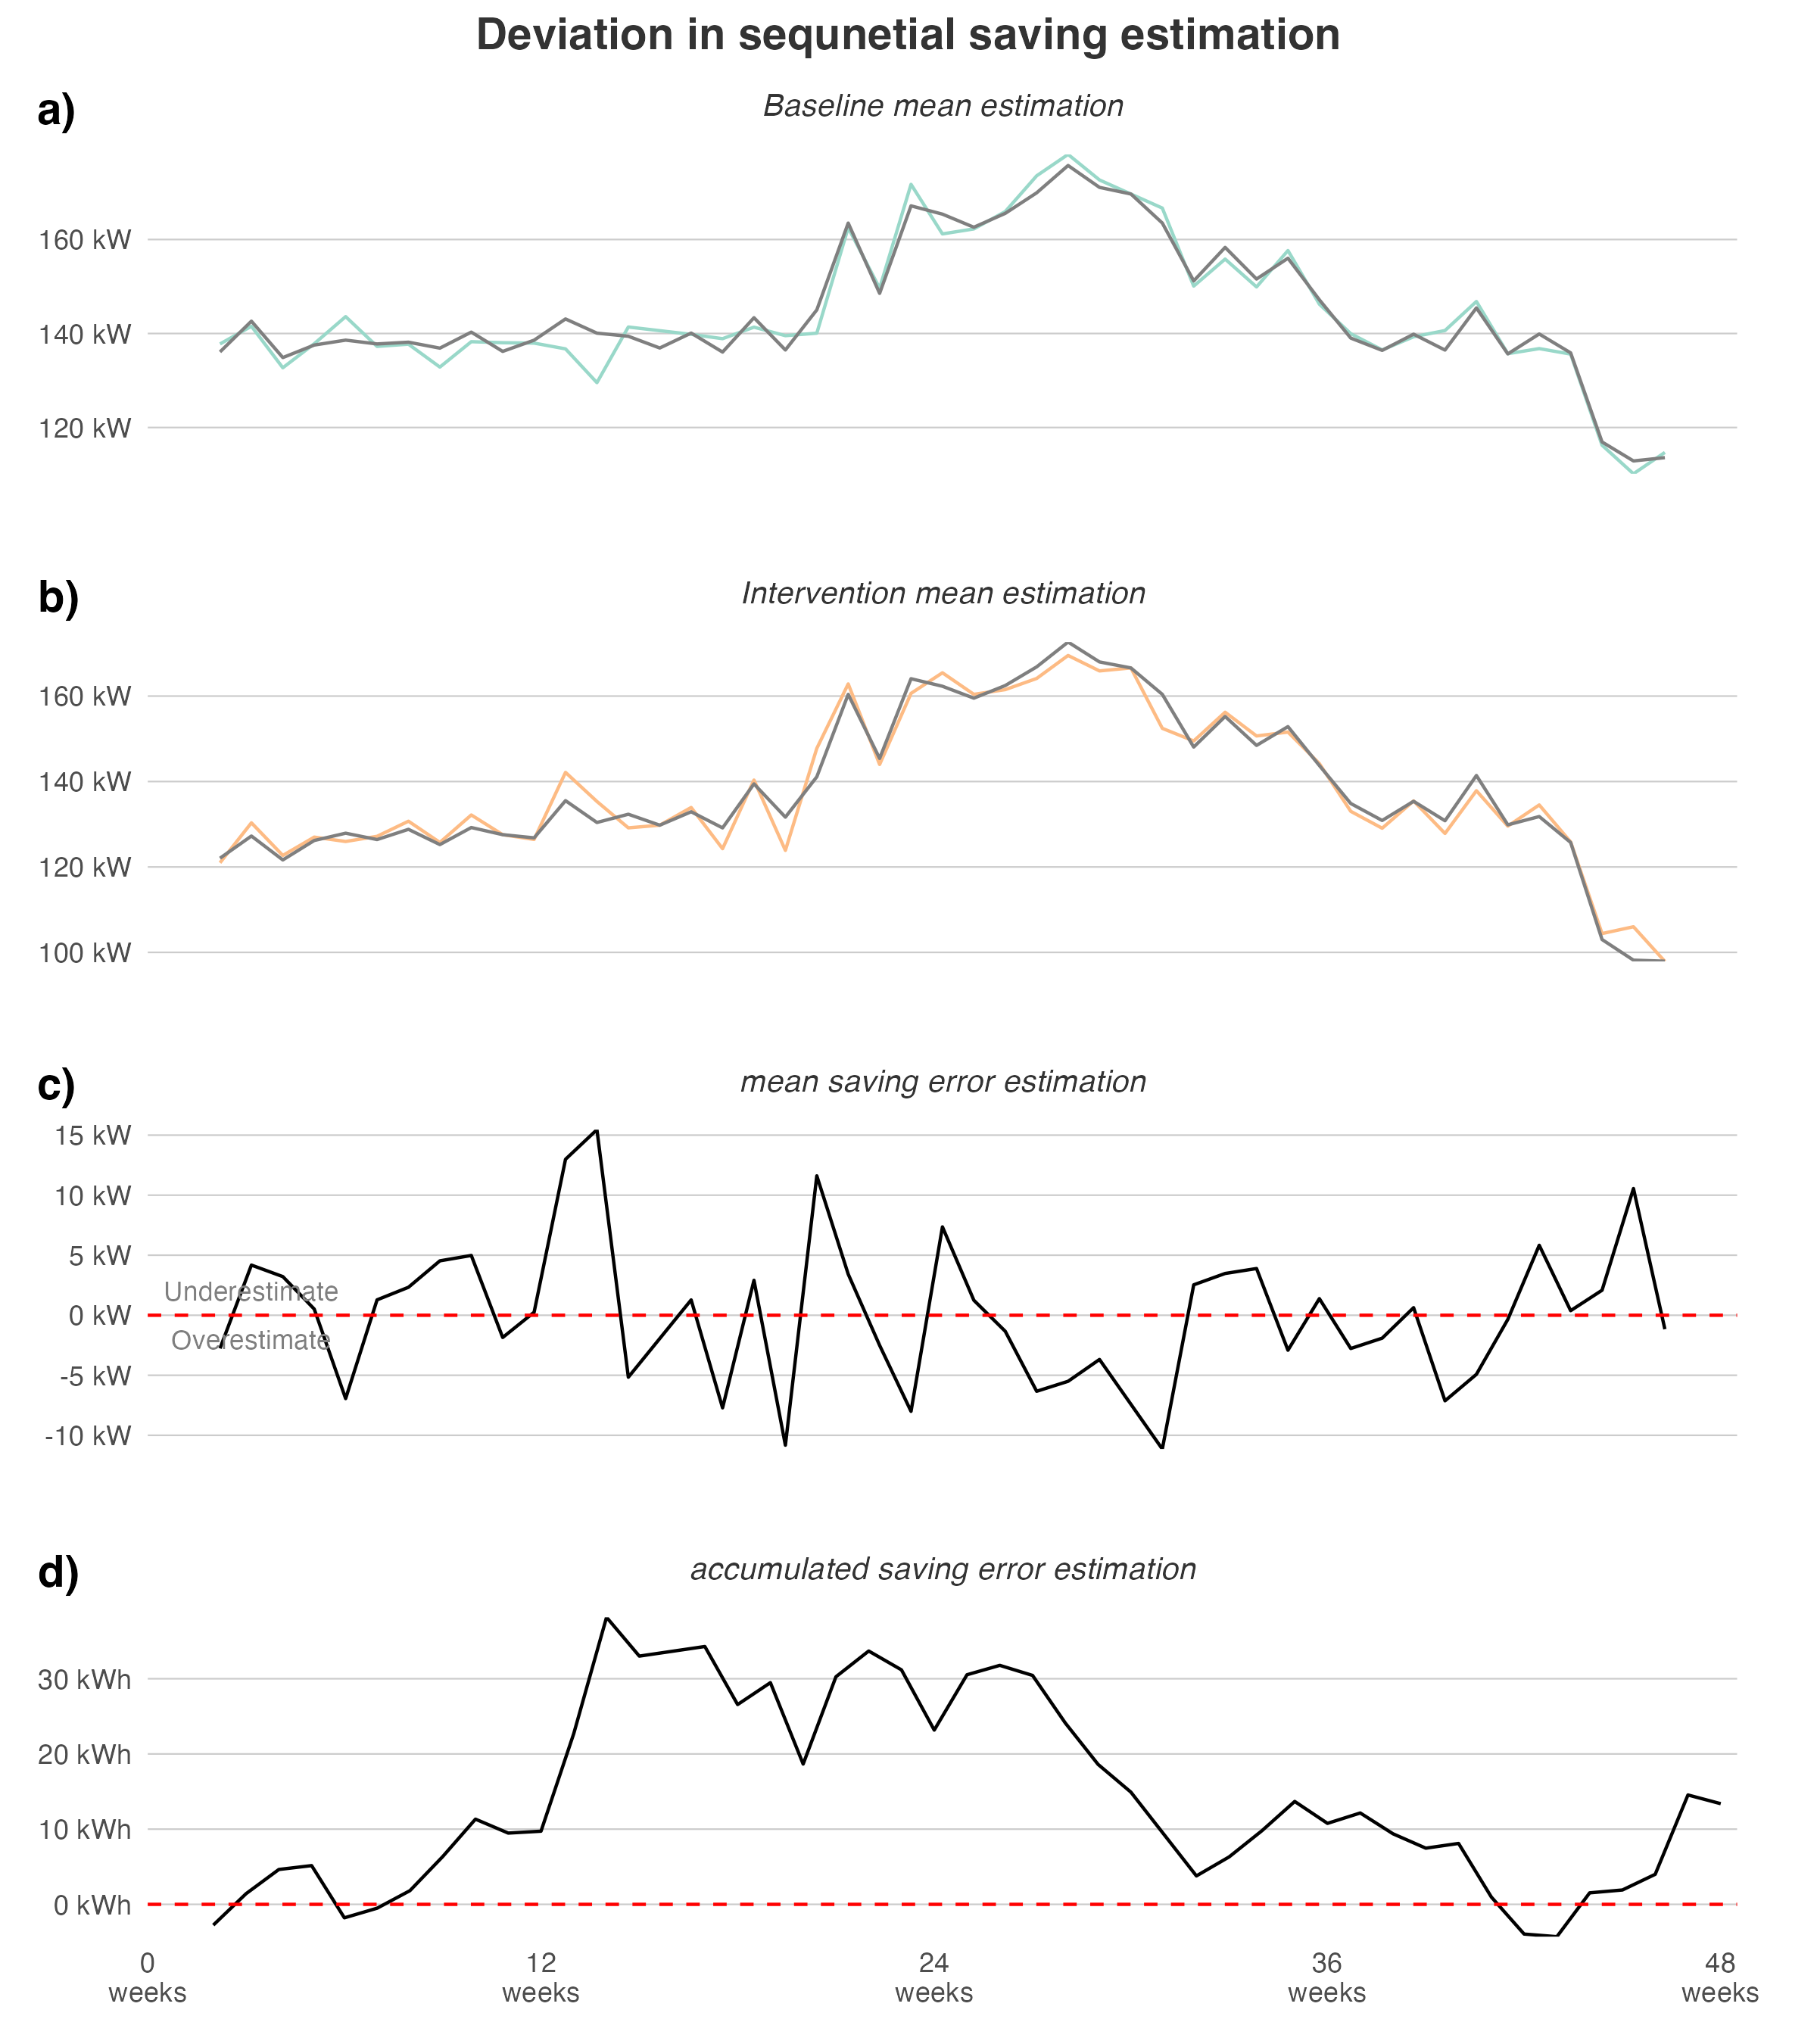 Deviation in sequnetial saving estimation
a)
Baseline mean estimation
160 kW
140 kW
120 kW
b)
Intervention mean estimation
160 kW
140 kW
120 kW
100 kW
c)
mean saving error estimation
15 kW
10 kW
5 kW
Underestimate
0 kW
Overestimate
-5 kW
-10 kW
d)
accumulated saving error estimation
30 kWh
20 kWh
10 kWh
0 kWh
0 12 24 36 48
weeks weeks weeks weeks weeks